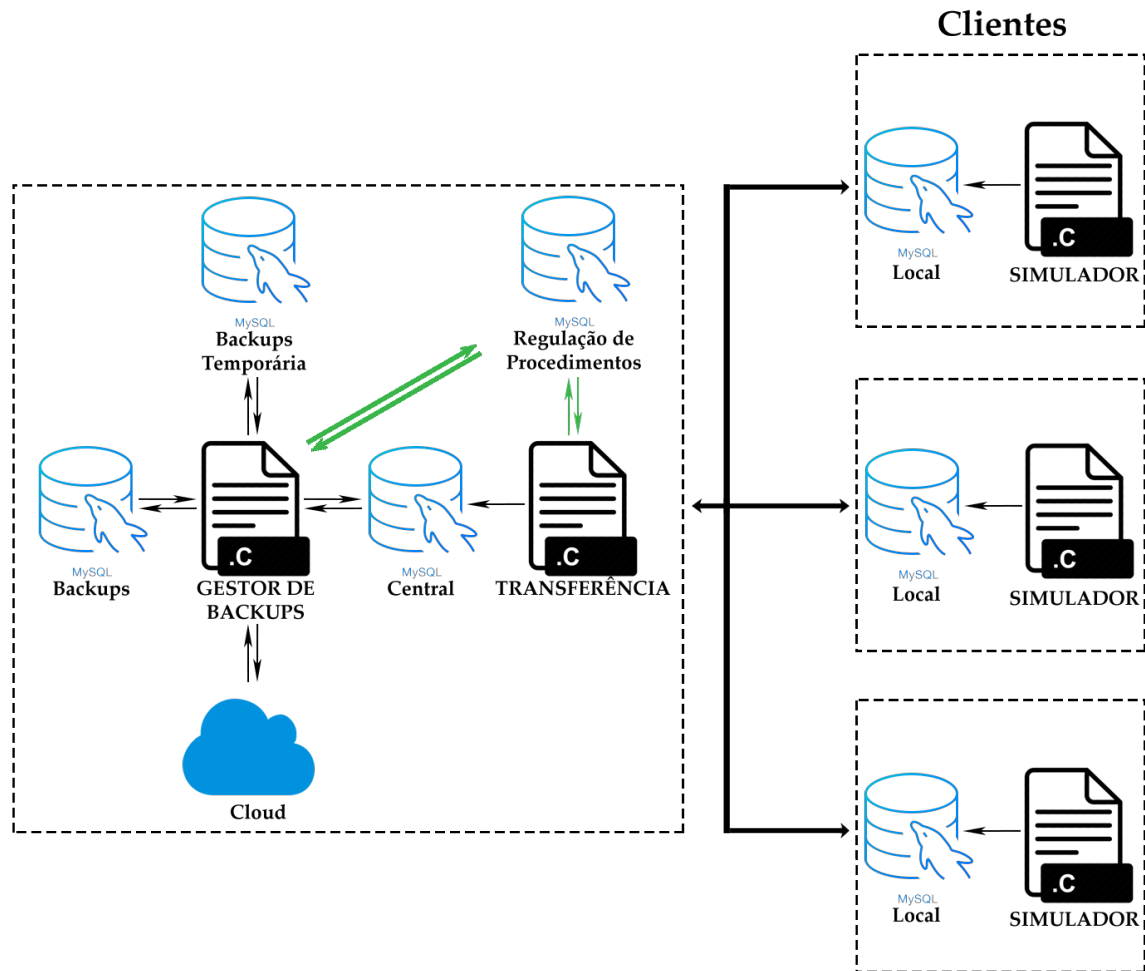 Clientes
MySQL
Local
.C
SIMULADOR
MySQL
Backups
Temporária
MySQL
Regulação de
Procedimentos
MySQL
Backups
.C
GESTOR DE
BACKUPS
MySQL
Central
.C
TRANSFERÊNCIA
MySQL
Local
.C
SIMULADOR
Cloud
MySQL
Local
.C
SIMULADOR